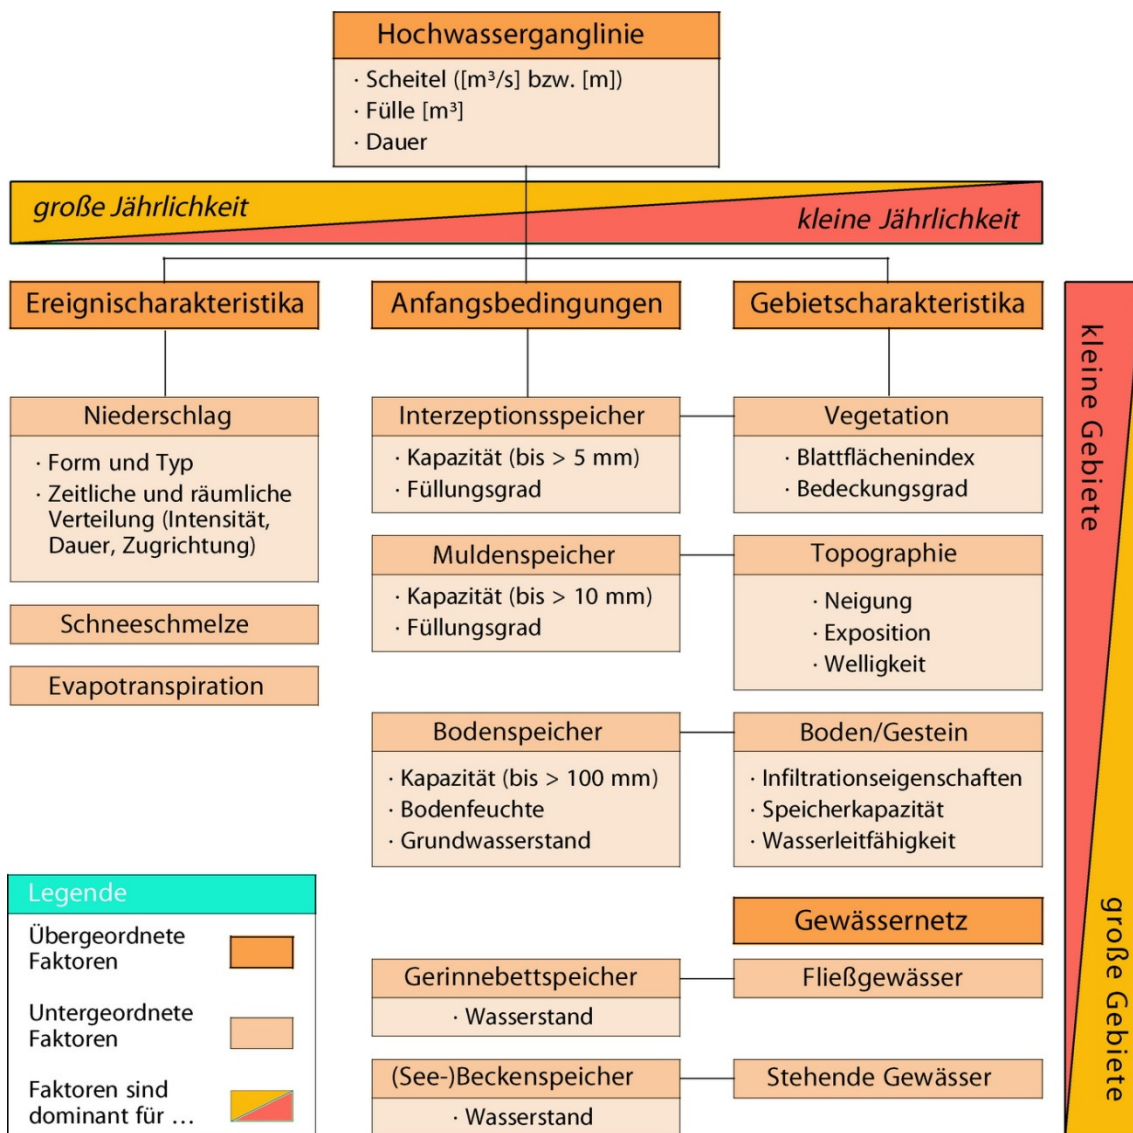 Hochwasserganglinie
· Scheitel ([m³/s] bzw. [m])
· Fülle [m³]
· Dauer
große Jährlichkeit
kleine Jährlichkeit
Ereignischarakteristika
Niederschlag
· Form und Typ
· Zeitliche und räumliche
Verteilung (Intensität,
Dauer, Zugrichtung)
Schneeschmelze
Evapotranspiration
Anfangsbedingungen
Interzeptionsspeicher
· Kapazität (bis > 5 mm)
· Füllungsgrad
Muldenspeicher
· Kapazität (bis > 10 mm)
· Füllungsgrad
Bodenspeicher
· Kapazität (bis > 100 mm)
· Bodenfeuchte
· Grundwasserstand
Gerinnebettspeicher
· Wasserstand
(See-)Beckenspeicher
· Wasserstand
Gebietscharakteristika
Vegetation
· Blattflächenindex
· Bedeckungsgrad
Topographie
· Neigung
· Exposition
· Welligkeit
Boden/Gestein
· Infiltrationseigenschaften
· Speicherkapazität
· Wasserleitfähigkeit
Gewässernetz
Fließgewässer
Stehende Gewässer
kleine Gebiete
große Gebiete
Legende
Übergeordnete
Faktoren
Untergeordnete
Faktoren
Faktoren sind
dominant für ...